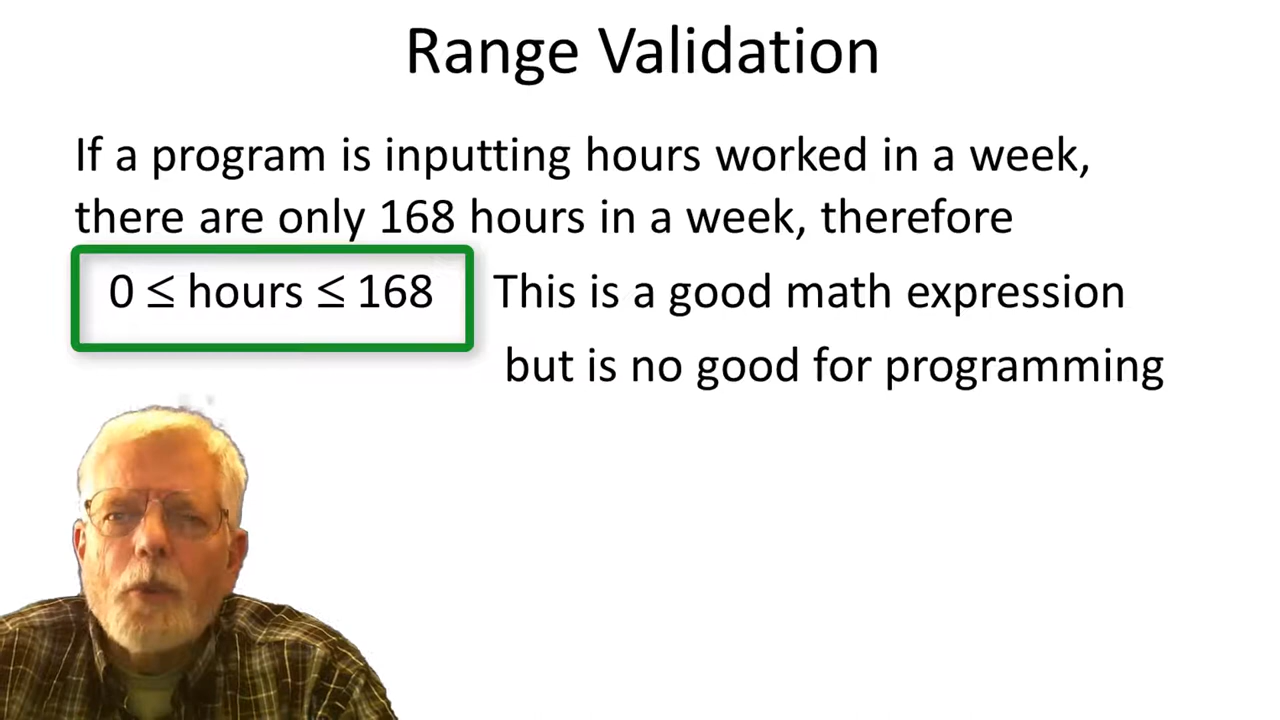 Range Validation
If a program is inputting hours worked in a week,
there are only 168 hours in a week, therefore
0 ≤ hours ≤ 168 This is a good math expression
but is no good for programming